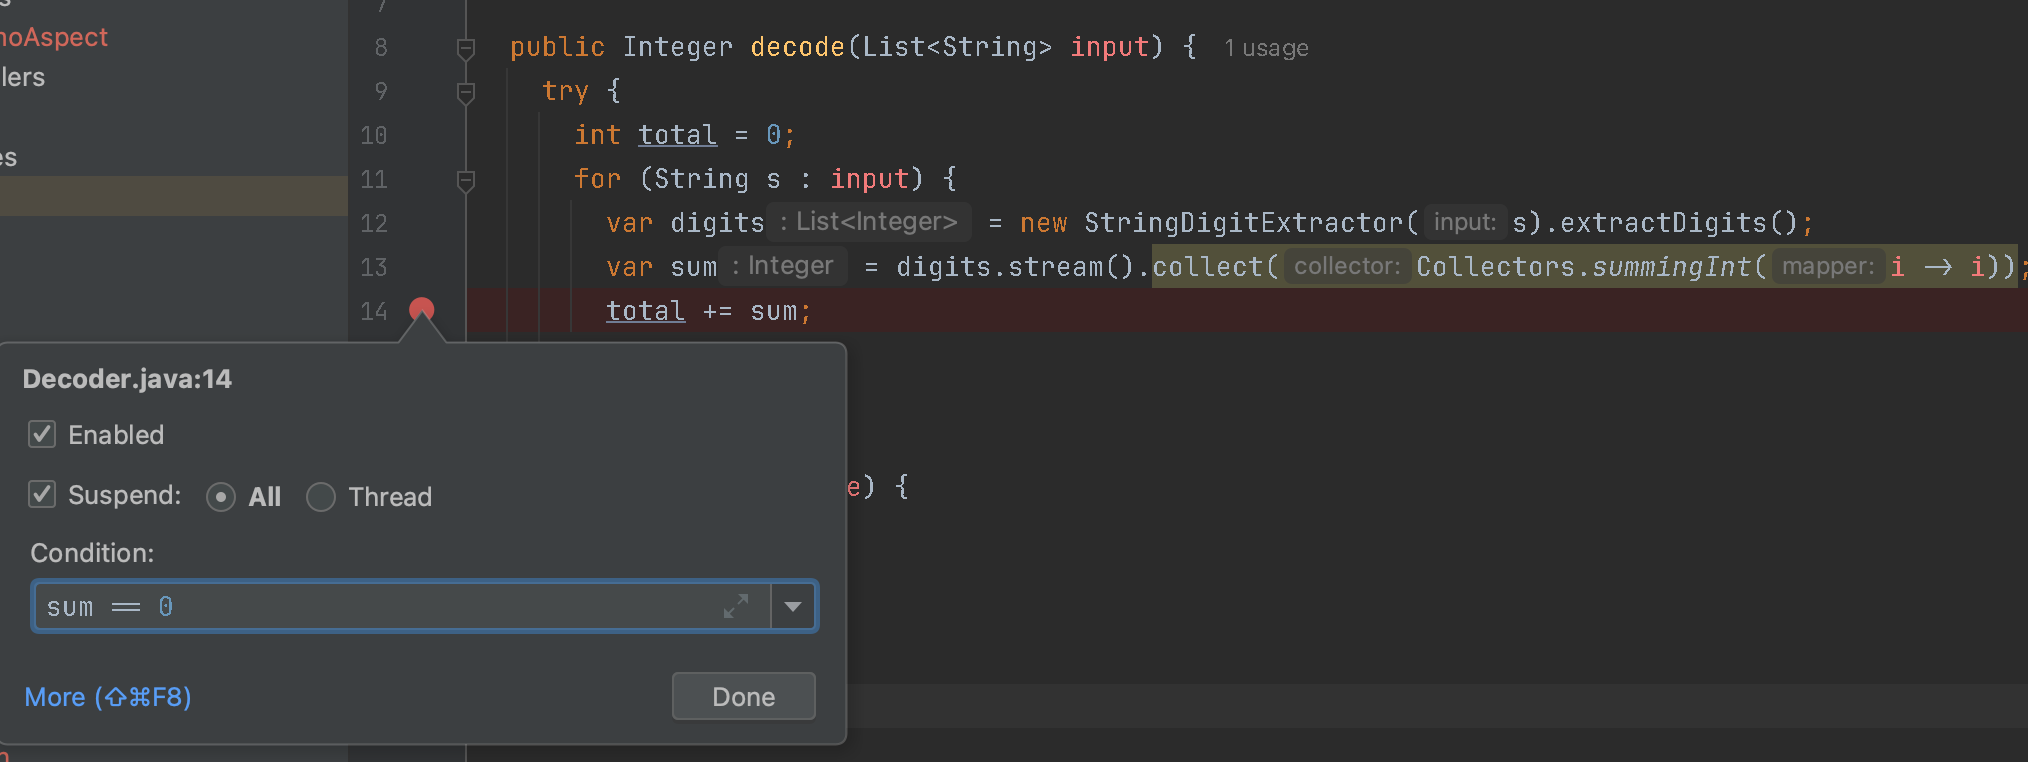 7
8 public Integer decode(List<String> input) { 1 usage
9 try {
10 int total = 0;
11 for (String s : input) {
12 var digits : List<Integer> = new StringDigitExtractor( input: s).extractDigits();
13 var sum : Integer = digits.stream().collect( collector: Collectors.summingInt( mapper: i -> i));
14 total += sum;
noAspect
lers
es
Decoder.java:14
Enabled
Suspend: All Thread
Condition:
sum == 0
More (⇧⌘F8) Done
e) {